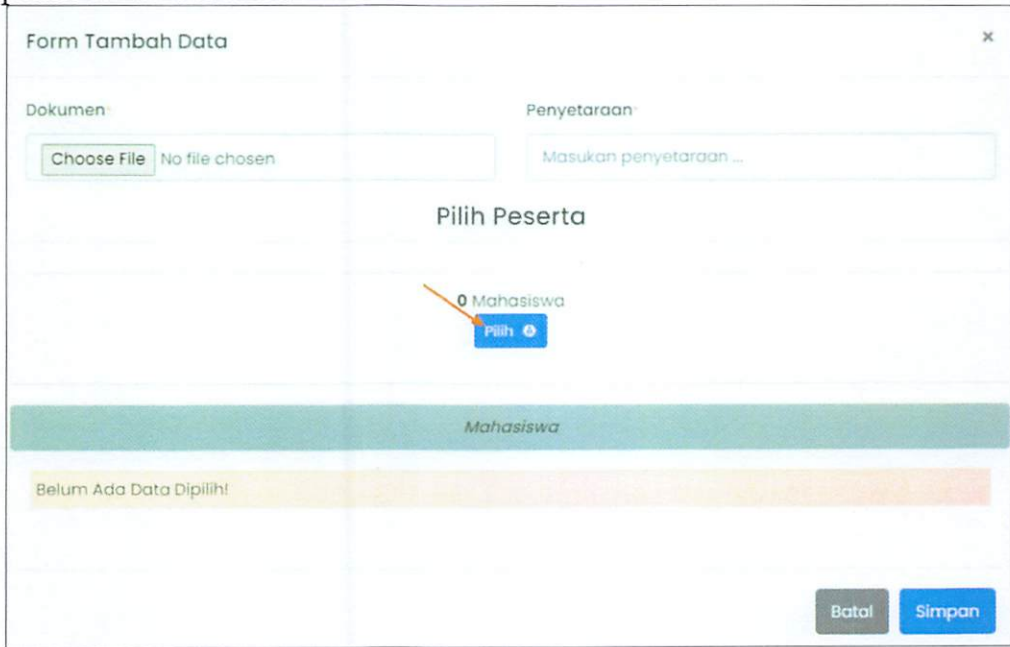 Form Tambah Data ×
Dokumen* Penyetaraan*
Choose File No file chosen Masukan penyetaraan ...
Pilih Peserta
0 Mahasiswa
Pilih
Mahasiswa
Belum Ada Data Dipilih!
Batal Simpan